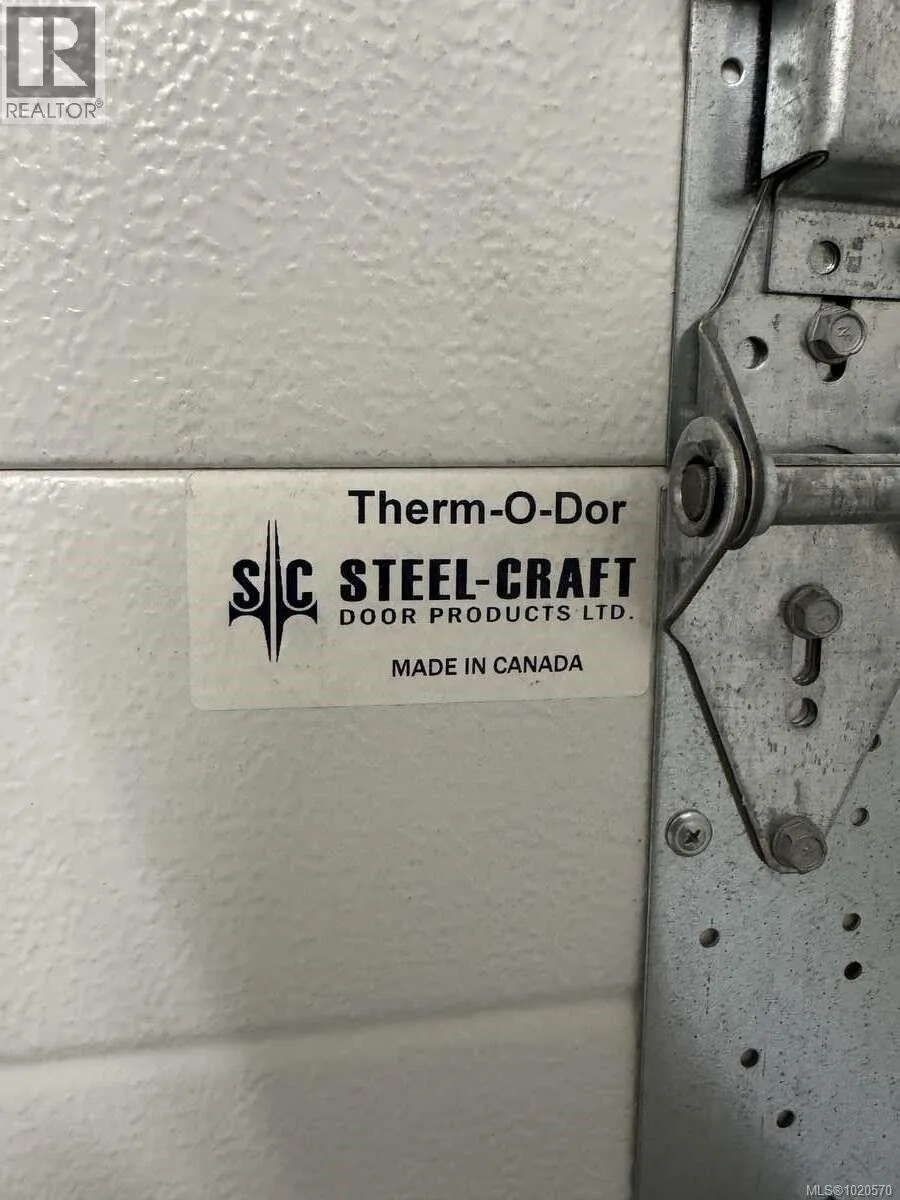 REALTOR®
Therm-O-Dor
SC STEEL-CRAFT
DOOR PRODUCTS LTD.
MADE IN CANADA
MLS®1020570